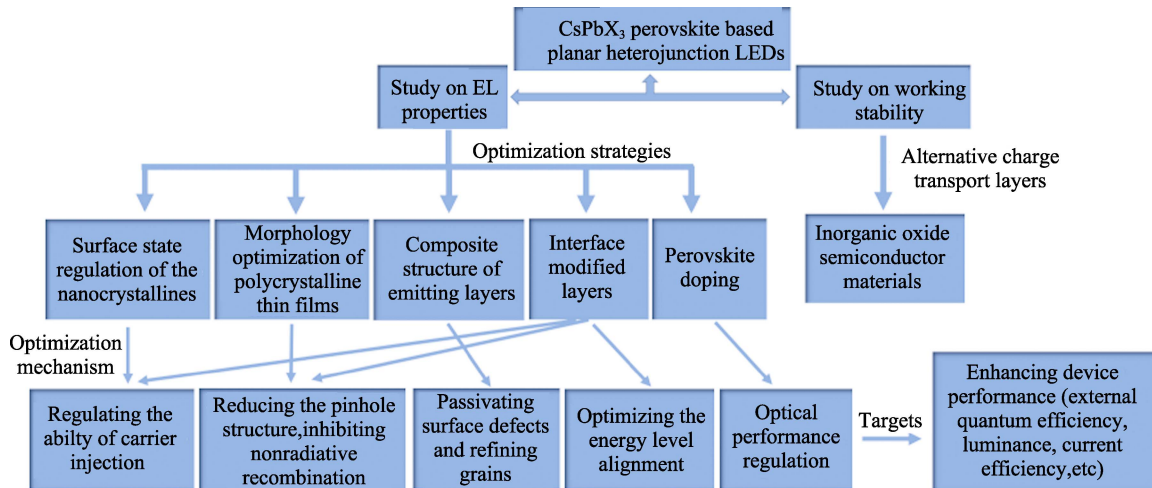 CsPbX₃ perovskite based
planar heterojunction LEDs
Study on EL
properties
Study on working
stability
Optimization strategies
Alternative charge
transport layers
Surface state
regulation of the
nanocrystallines
Morphology
optimization of
polycrystalline
thin films
Composite
structure of
emitting layers
Interface
modified
layers
Perovskite
doping
Inorganic oxide
semiconductor
materials
Optimization
mechanism
Regulating the
abilty of carrier
injection
Reducing the pinhole
structure,inhibiting
nonradiative
recombination
Passivating
surface defects
and refining
grains
Optimizing the
energy level
alignment
Optical
performance
regulation
Targets
Enhancing device
performance (external
quantum efficiency,
luminance, current
efficiency,etc)